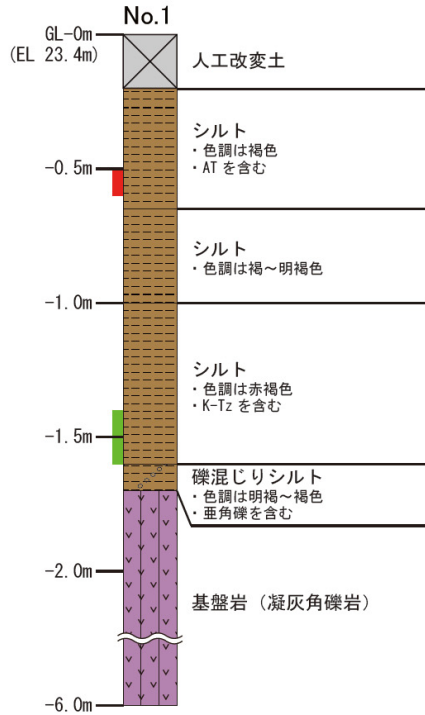 No.1
GL-0m
(EL 23.4m)
人工改変土
シルト
・色調は褐色
・ATを含む
-0.5m
シルト
・色調は褐～明褐色
-1.0m
シルト
・色調は赤褐色
・K-Tzを含む
-1.5m
礫混じりシルト
・色調は明褐～褐色
・亜角礫を含む
-2.0m
基盤岩（凝灰角礫岩）
-6.0m